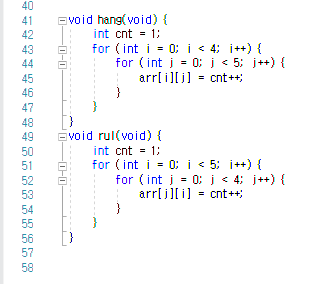 40
41 void hang(void) {
42 int cnt = 1;
43 for (int i = 0; i < 4; i++) {
44 for (int j = 0; j < 5; j++) {
45 arr[i][j] = cnt++;
46 }
47 }
48 }
49 void rul(void) {
50 int cnt = 1;
51 for (int i = 0; i < 5; i++) {
52 for (int j = 0; j < 4; j++) {
53 arr[j][i] = cnt++;
54 }
55 }
56 }
57
58